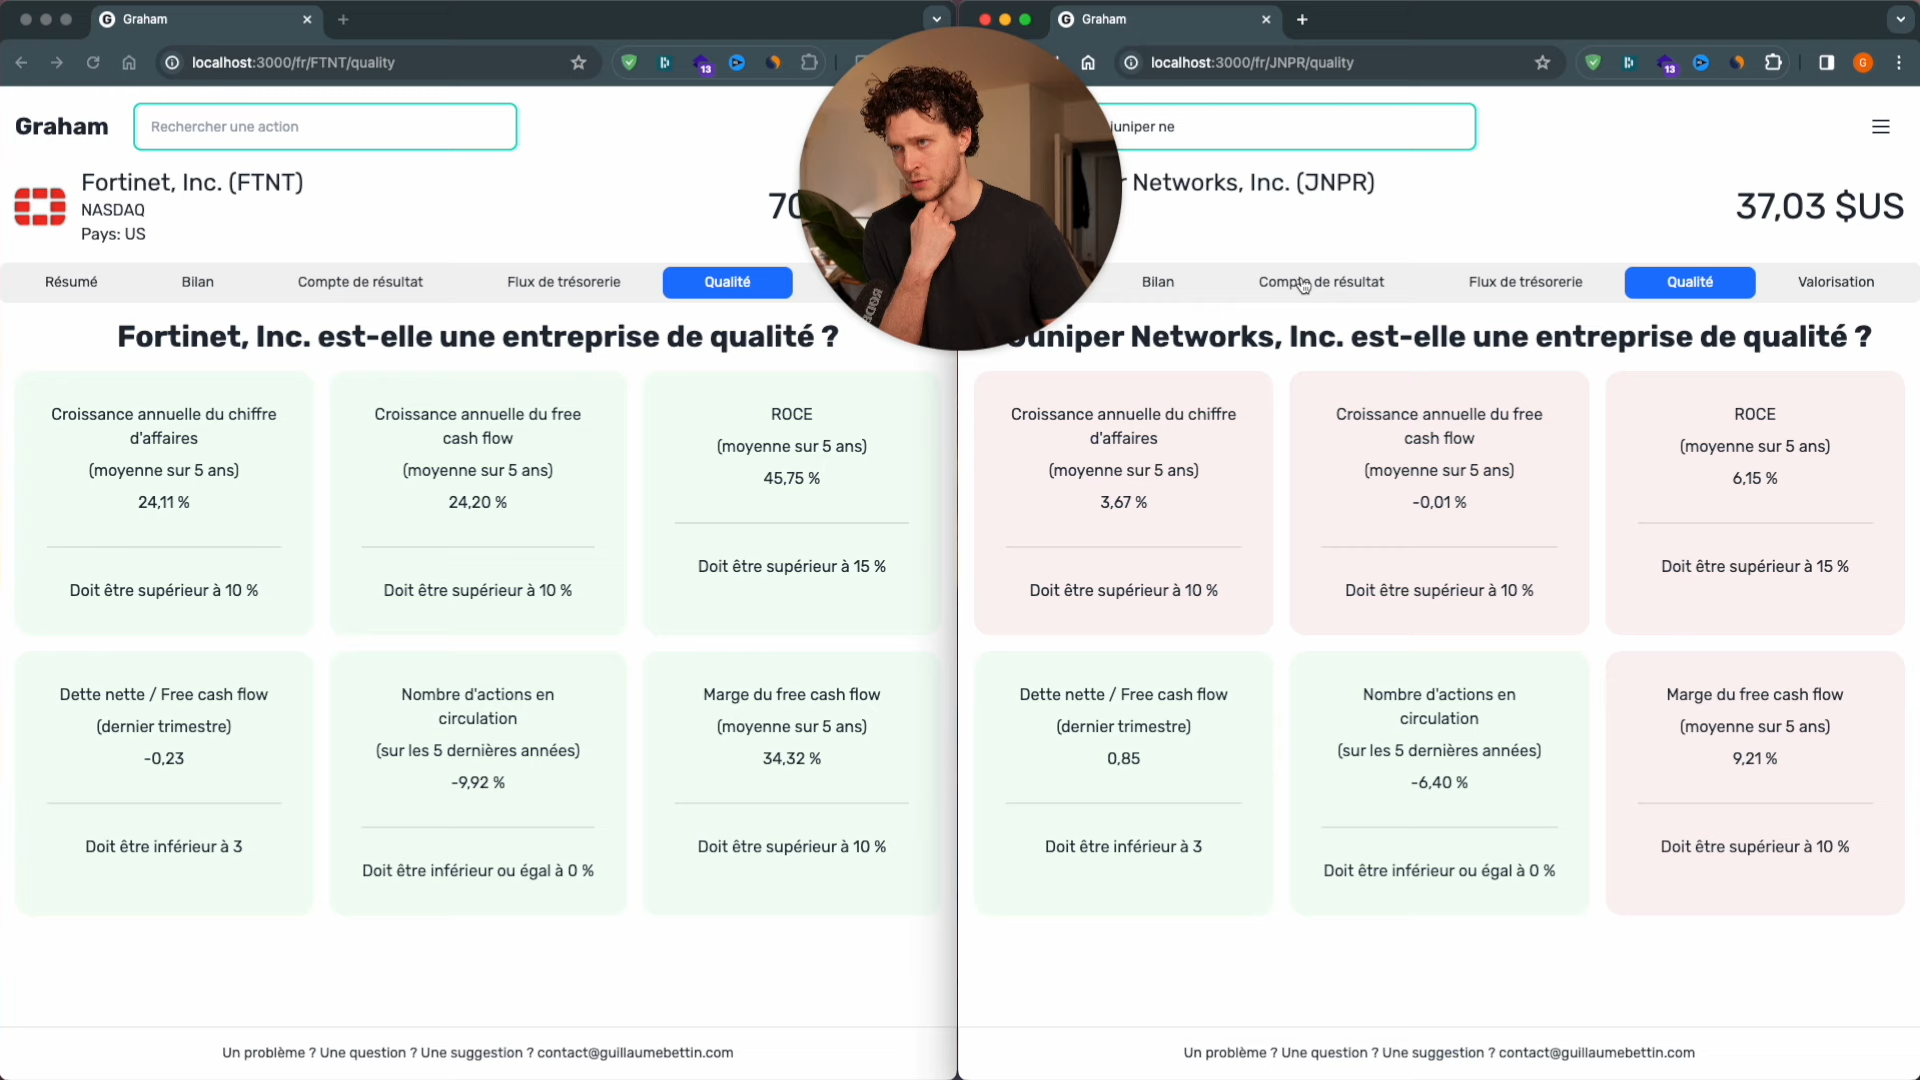 Graham
Graham
localhost:3000/fr/FTNT/quality
13
localhost:3000/fr/JNPR/quality
13
G
Graham
Rechercher une action
juniper ne
Fortinet, Inc. (FTNT)
NASDAQ
Pays: US
70
Networks, Inc. (JNPR)
37,03 $US
Résumé
Bilan
Compte de résultat
Flux de trésorerie
Qualité
Bilan
Compte de résultat
Flux de trésorerie
Qualité
Valorisation
Fortinet, Inc. est-elle une entreprise de qualité ?
Croissance annuelle du chiffre
d'affaires
(moyenne sur 5 ans)
24,11 %
Doit être supérieur à 10 %
Croissance annuelle du free
cash flow
(moyenne sur 5 ans)
24,20 %
Doit être supérieur à 10 %
ROCE
(moyenne sur 5 ans)
45,75 %
Doit être supérieur à 15 %
Dette nette / Free cash flow
(dernier trimestre)
-0,23
Doit être inférieur à 3
Nombre d'actions en
circulation
(sur les 5 dernières années)
-9,92 %
Doit être inférieur ou égal à 0 %
Marge du free cash flow
(moyenne sur 5 ans)
34,32 %
Doit être supérieur à 10 %
Un problème ? Une question ? Une suggestion ? contact@guillaumebettin.com
Juniper Networks, Inc. est-elle une entreprise de qualité ?
Croissance annuelle du chiffre
d'affaires
(moyenne sur 5 ans)
3,67 %
Doit être supérieur à 10 %
Croissance annuelle du free
cash flow
(moyenne sur 5 ans)
-0,01 %
Doit être supérieur à 10 %
ROCE
(moyenne sur 5 ans)
6,15 %
Doit être supérieur à 15 %
Dette nette / Free cash flow
(dernier trimestre)
0,85
Doit être inférieur à 3
Nombre d'actions en
circulation
(sur les 5 dernières années)
-6,40 %
Doit être inférieur ou égal à 0 %
Marge du free cash flow
(moyenne sur 5 ans)
9,21 %
Doit être supérieur à 10 %
Un problème ? Une question ? Une suggestion ? contact@guillaumebettin.com